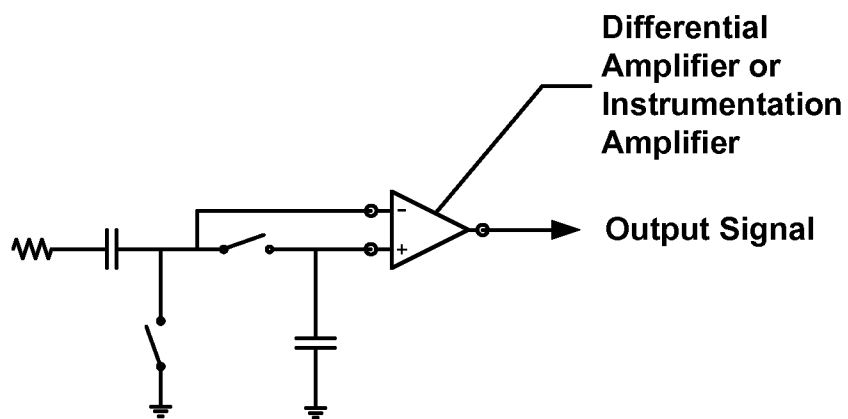 Differential
Amplifier or
Instrumentation
Amplifier
-
+
Output Signal